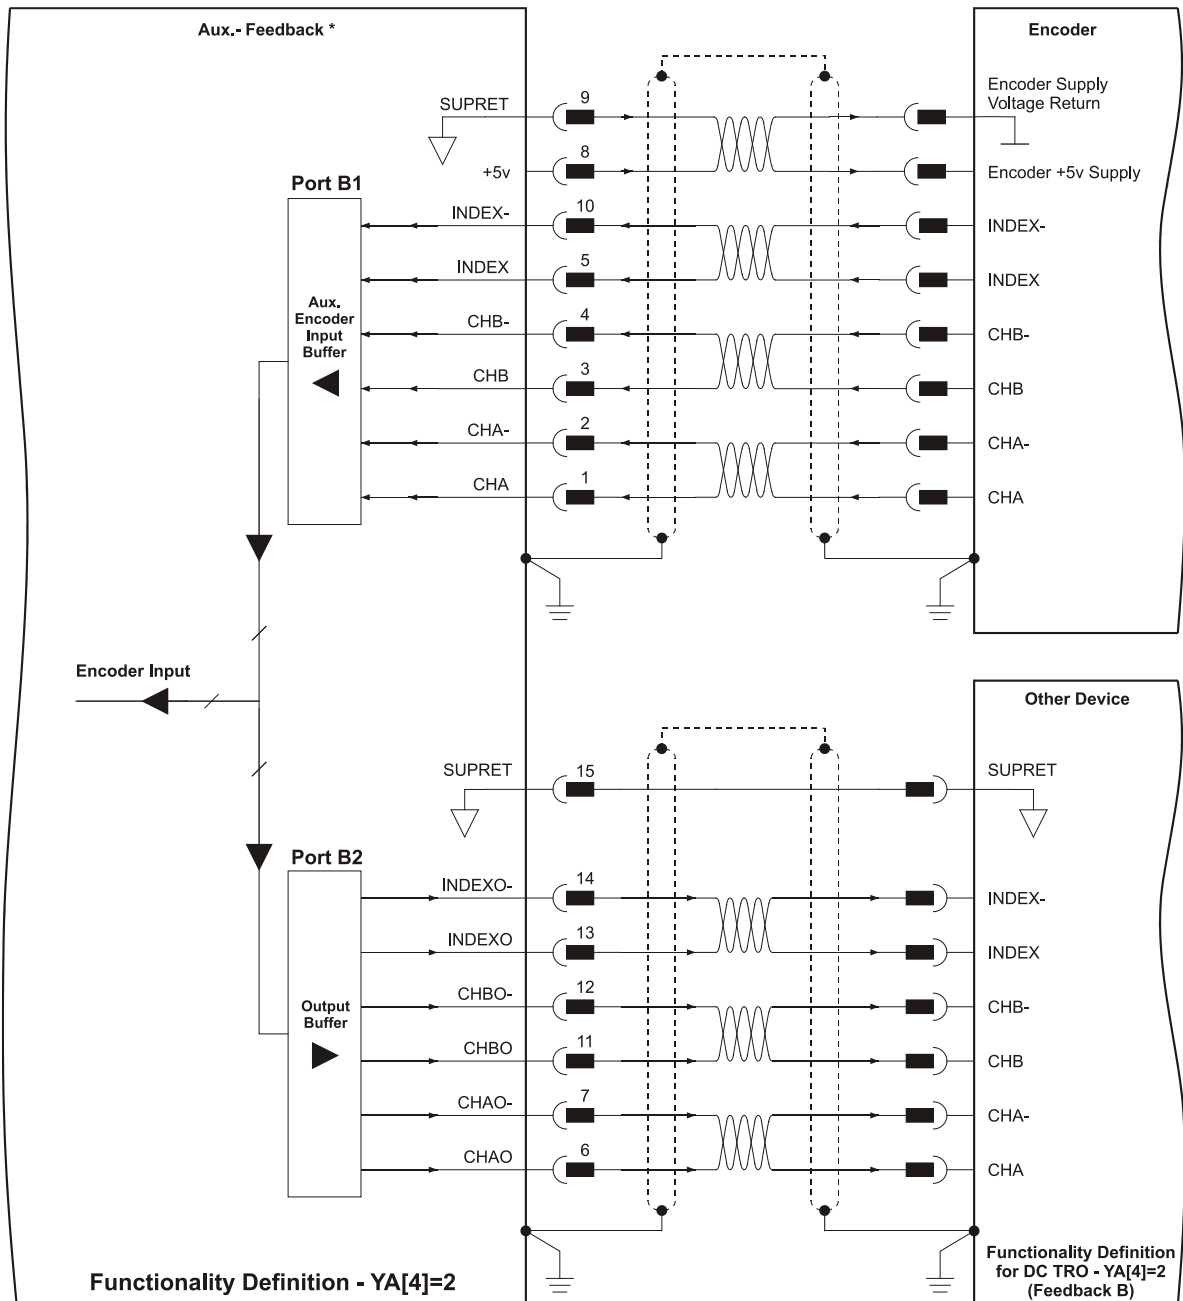 Aux.- Feedback *
Encoder
SUPRET
9
Encoder Supply
Voltage Return
+5v
8
Encoder +5v Supply
Port B1
INDEX-
10
INDEX-
INDEX
5
INDEX
Aux.
Encoder
Input
Buffer
CHB-
4
CHB-
CHB
3
CHB
CHA-
2
CHA-
CHA
1
CHA
Encoder Input
Other Device
SUPRET
15
SUPRET
Port B2
INDEXO-
14
INDEX-
INDEXO
13
INDEX
Output
Buffer
CHBO-
12
CHB-
CHBO
11
CHB
CHAO-
7
CHA-
CHAO
6
CHA
Functionality Definition - YA[4]=2
Functionality Definition
for DC TRO - YA[4]=2
(Feedback B)